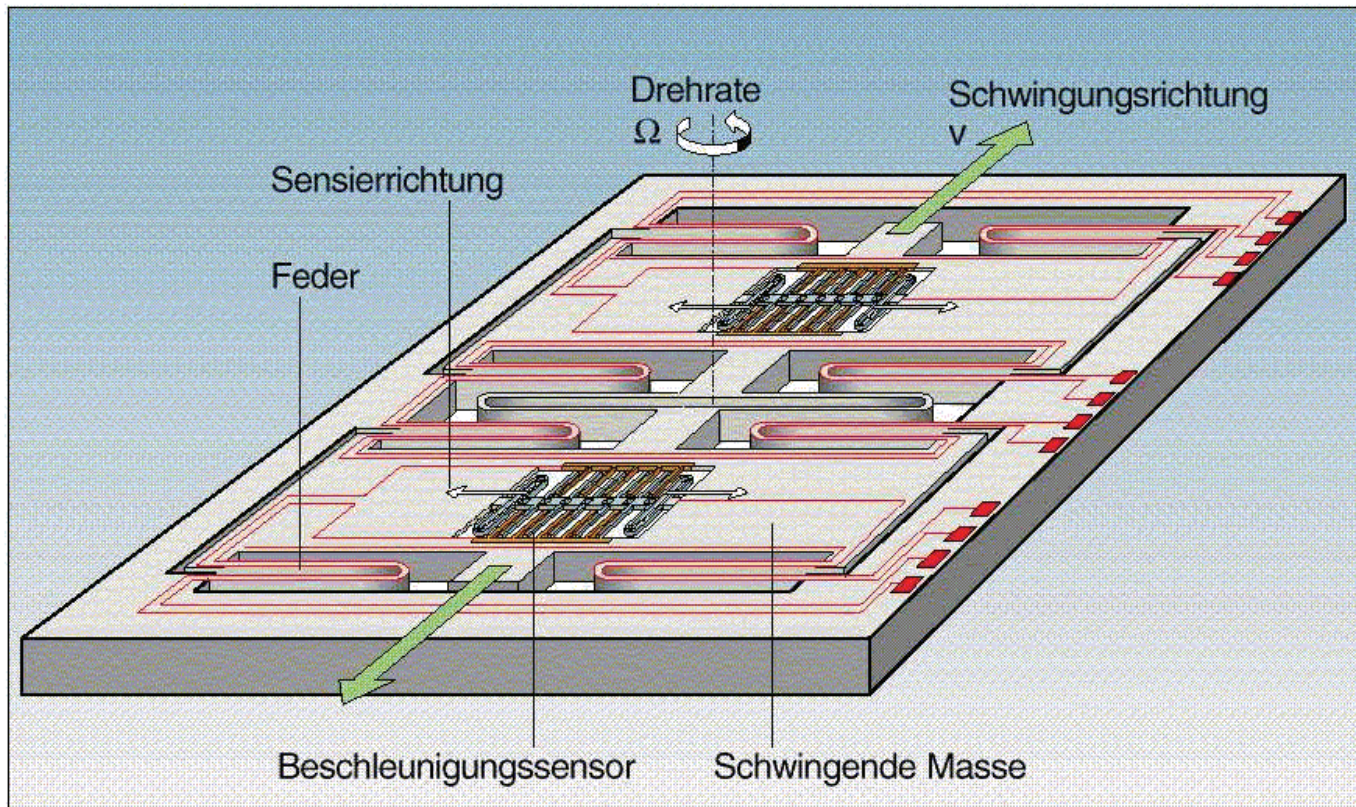 Drehrate
Ω
Schwingungsrichtung
v
Sensierrichtung
Feder
Beschleunigungssensor
Schwingende Masse